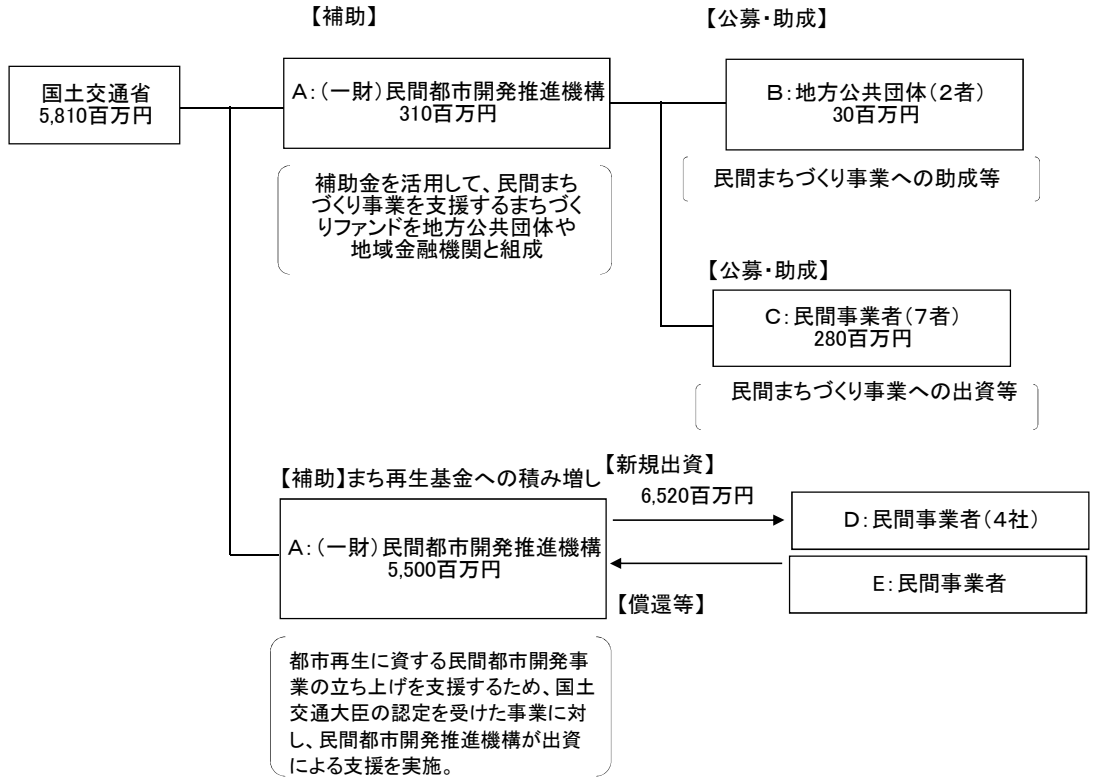 【補助】
【公募・助成】
国土交通省
5,810百万円
A:(一財)民間都市開発推進機構
310百万円
B:地方公共団体(2者)
30百万円
補助金を活用して、民間まち
づくり事業を支援するまちづく
りファンドを地方公共団体や
地域金融機関と組成
民間まちづくり事業への助成等
【公募・助成】
C:民間事業者(7者)
280百万円
民間まちづくり事業への出資等
【補助】まち再生基金への積み増し
【新規出資】
6,520百万円
A:(一財)民間都市開発推進機構
5,500百万円
D:民間事業者(4社)
E:民間事業者
【償還等】
都市再生に資する民間都市開発事
業の立ち上げを支援するため、国土
交通大臣の認定を受けた事業に対
し、民間都市開発推進機構が出資
による支援を実施。